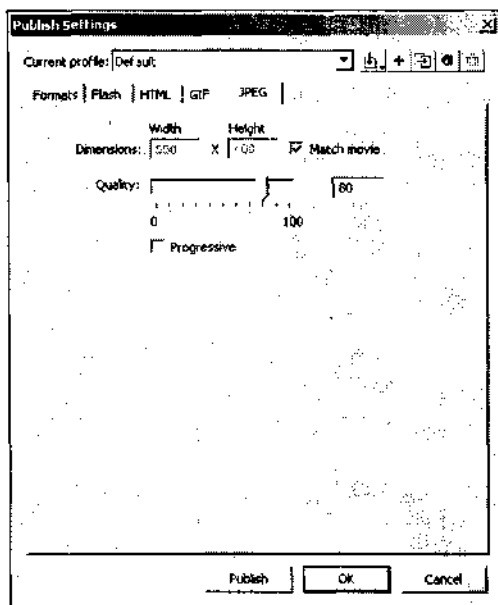 Publish Settings
Current profile: Default
Formats Flash HTML GIF JPEG
Width Height
Dimensions: 550 X 400 Match movie
Quality: 80
0 100
Progressive
Publish OK Cancel